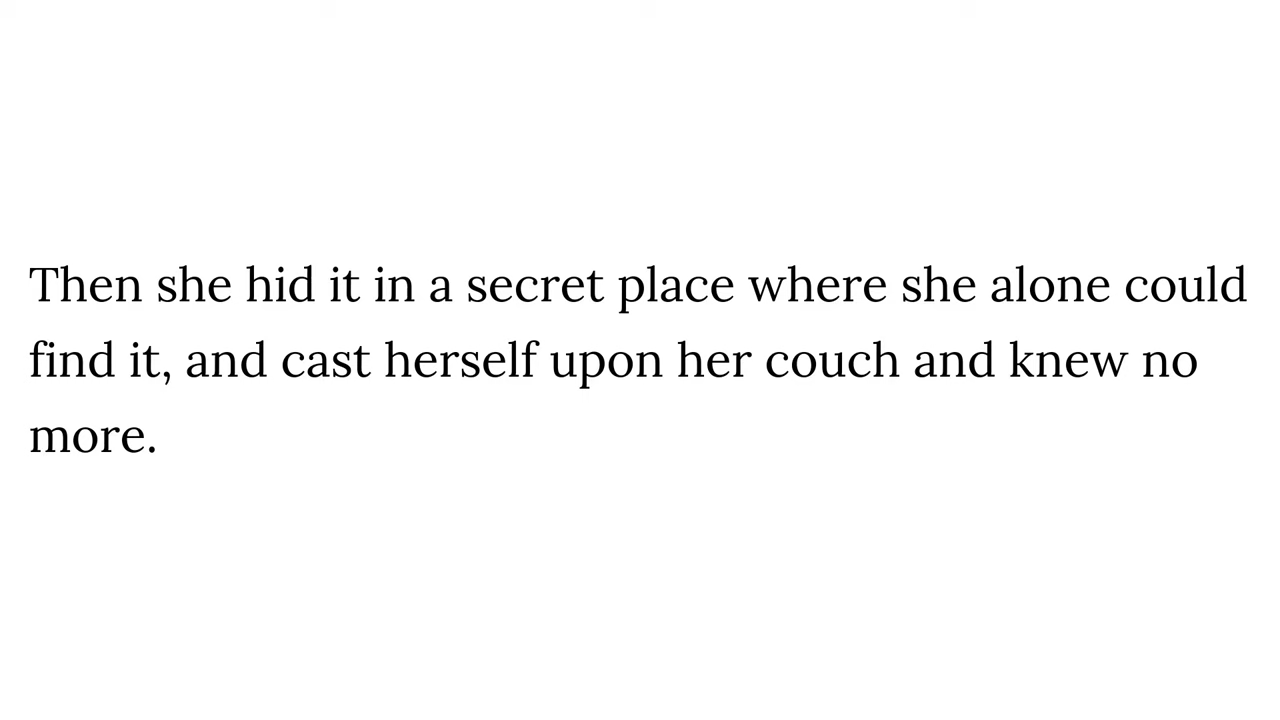 Then she hid it in a secret place where she alone could
find it, and cast herself upon her couch and knew no
more.